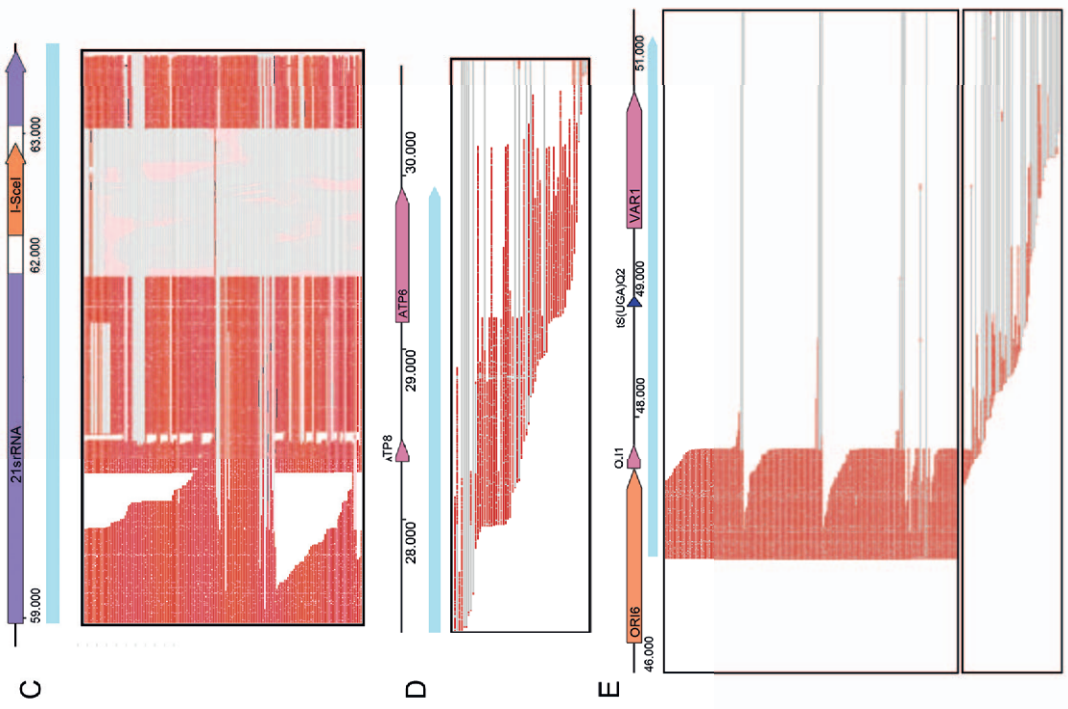 C
59.000
21srRNA
62.000
I-SceI
63.000
D
28.000
ATP8
29.000
ATP6
30.000
E
46.000
ORI6
O.I1
48.000
tS(UGA)Q2
49.000
VAR1
51.000